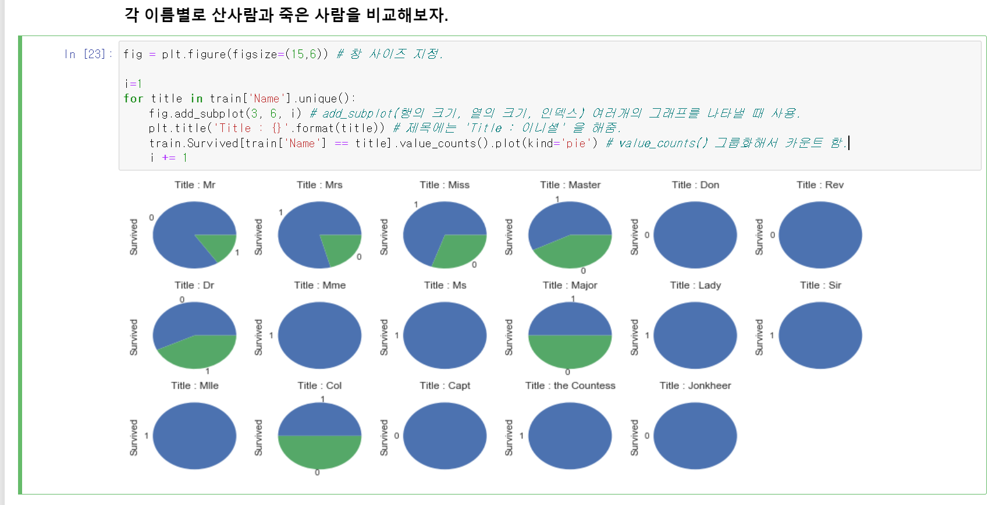 각 이름별로 산사람과 죽은 사람을 비교해보자.
In [23]: fig = plt.figure(figsize=(15,6)) # 창 사이즈 지정.
i=1
for title in train['Name'].unique():
fig.add_subplot(3, 6, i) # add_subplot(행의 크기, 열의 크기, 인덱스) 여러개의 그래프를 나타낼 때 사용.
plt.title('Title : {}'.format(title)) # 제목에는 'Title : 이니셜' 을 해줌.
train.Survived[train['Name'] == title].value_counts().plot(kind='pie') # value_counts() 그룹화해서 카운트 함.
i += 1
Title : Mr Title : Mrs Title : Miss Title : Master Title : Don Title : Rev
Survived 0 1 Survived 1 0 Survived 1 0 Survived 1 0 Survived 0 Survived 0
Title : Dr Title : Mme Title : Ms Title : Major Title : Lady Title : Sir
Survived 0 1 Survived 1 Survived 1 Survived 1 0 Survived 1 Survived 1
Title : Mlle Title : Col Title : Capt Title : the Countess Title : Jonkheer
Survived 1 Survived 1 0 Survived 0 Survived 1 Survived 0